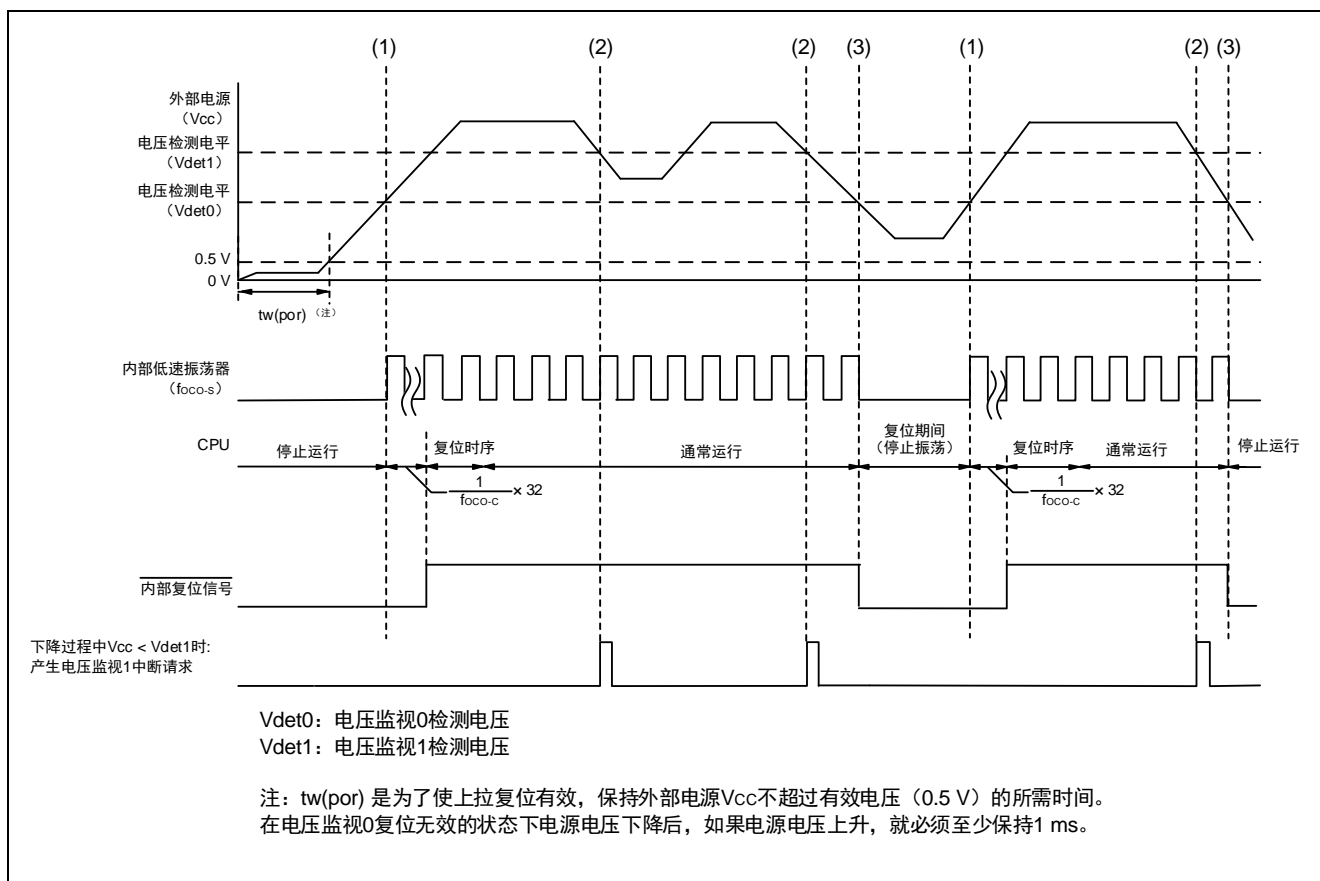 (1) (2) (2) (3) (1) (2) (3)
外部电源
（Vcc）
电压检测电平
（Vdet1）
电压检测电平
（Vdet0）
0.5 V
0 V
tw(por)（注）
内部低速振荡器
（foco-s）
CPU
停止运行
复位时序
通常运行
复位期间
（停止振荡）
复位时序
通常运行
停止运行
1
foco-c
× 32
1
foco-c
× 32
内部复位信号
下降过程中Vcc < Vdet1时:
产生电压监视1中断请求
Vdet0：电压监视0检测电压
Vdet1：电压监视1检测电压
注：tw(por) 是为了使上拉复位有效，保持外部电源Vcc不超过有效电压（0.5 V）的所需时间。
在电压监视0复位无效的状态下电源电压下降后，如果电源电压上升，就必须至少保持1 ms。